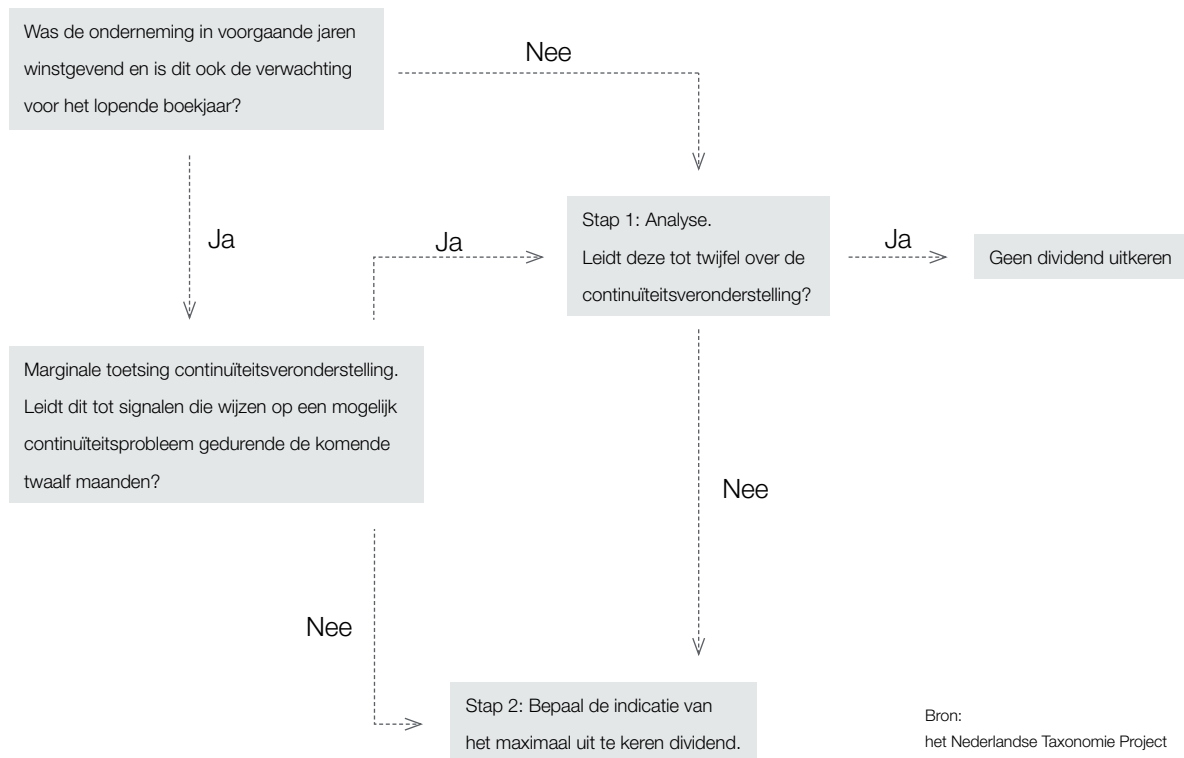 Was de onderneming in voorgaande jaren
winstgevend en is dit ook de verwachting
voor het lopende boekjaar?
Nee
Ja
Ja
Stap 1: Analyse.
Leidt deze tot twijfel over de
continuïteitsveronderstelling?
Ja
Geen dividend uitkeren
Marginale toetsing continuïteitsveronderstelling.
Leidt dit tot signalen die wijzen op een mogelijk
continuïteitsprobleem gedurende de komende
twaalf maanden?
Nee
Nee
Stap 2: Bepaal de indicatie van
het maximaal uit te keren dividend.
Bron:
het Nederlandse Taxonomie Project